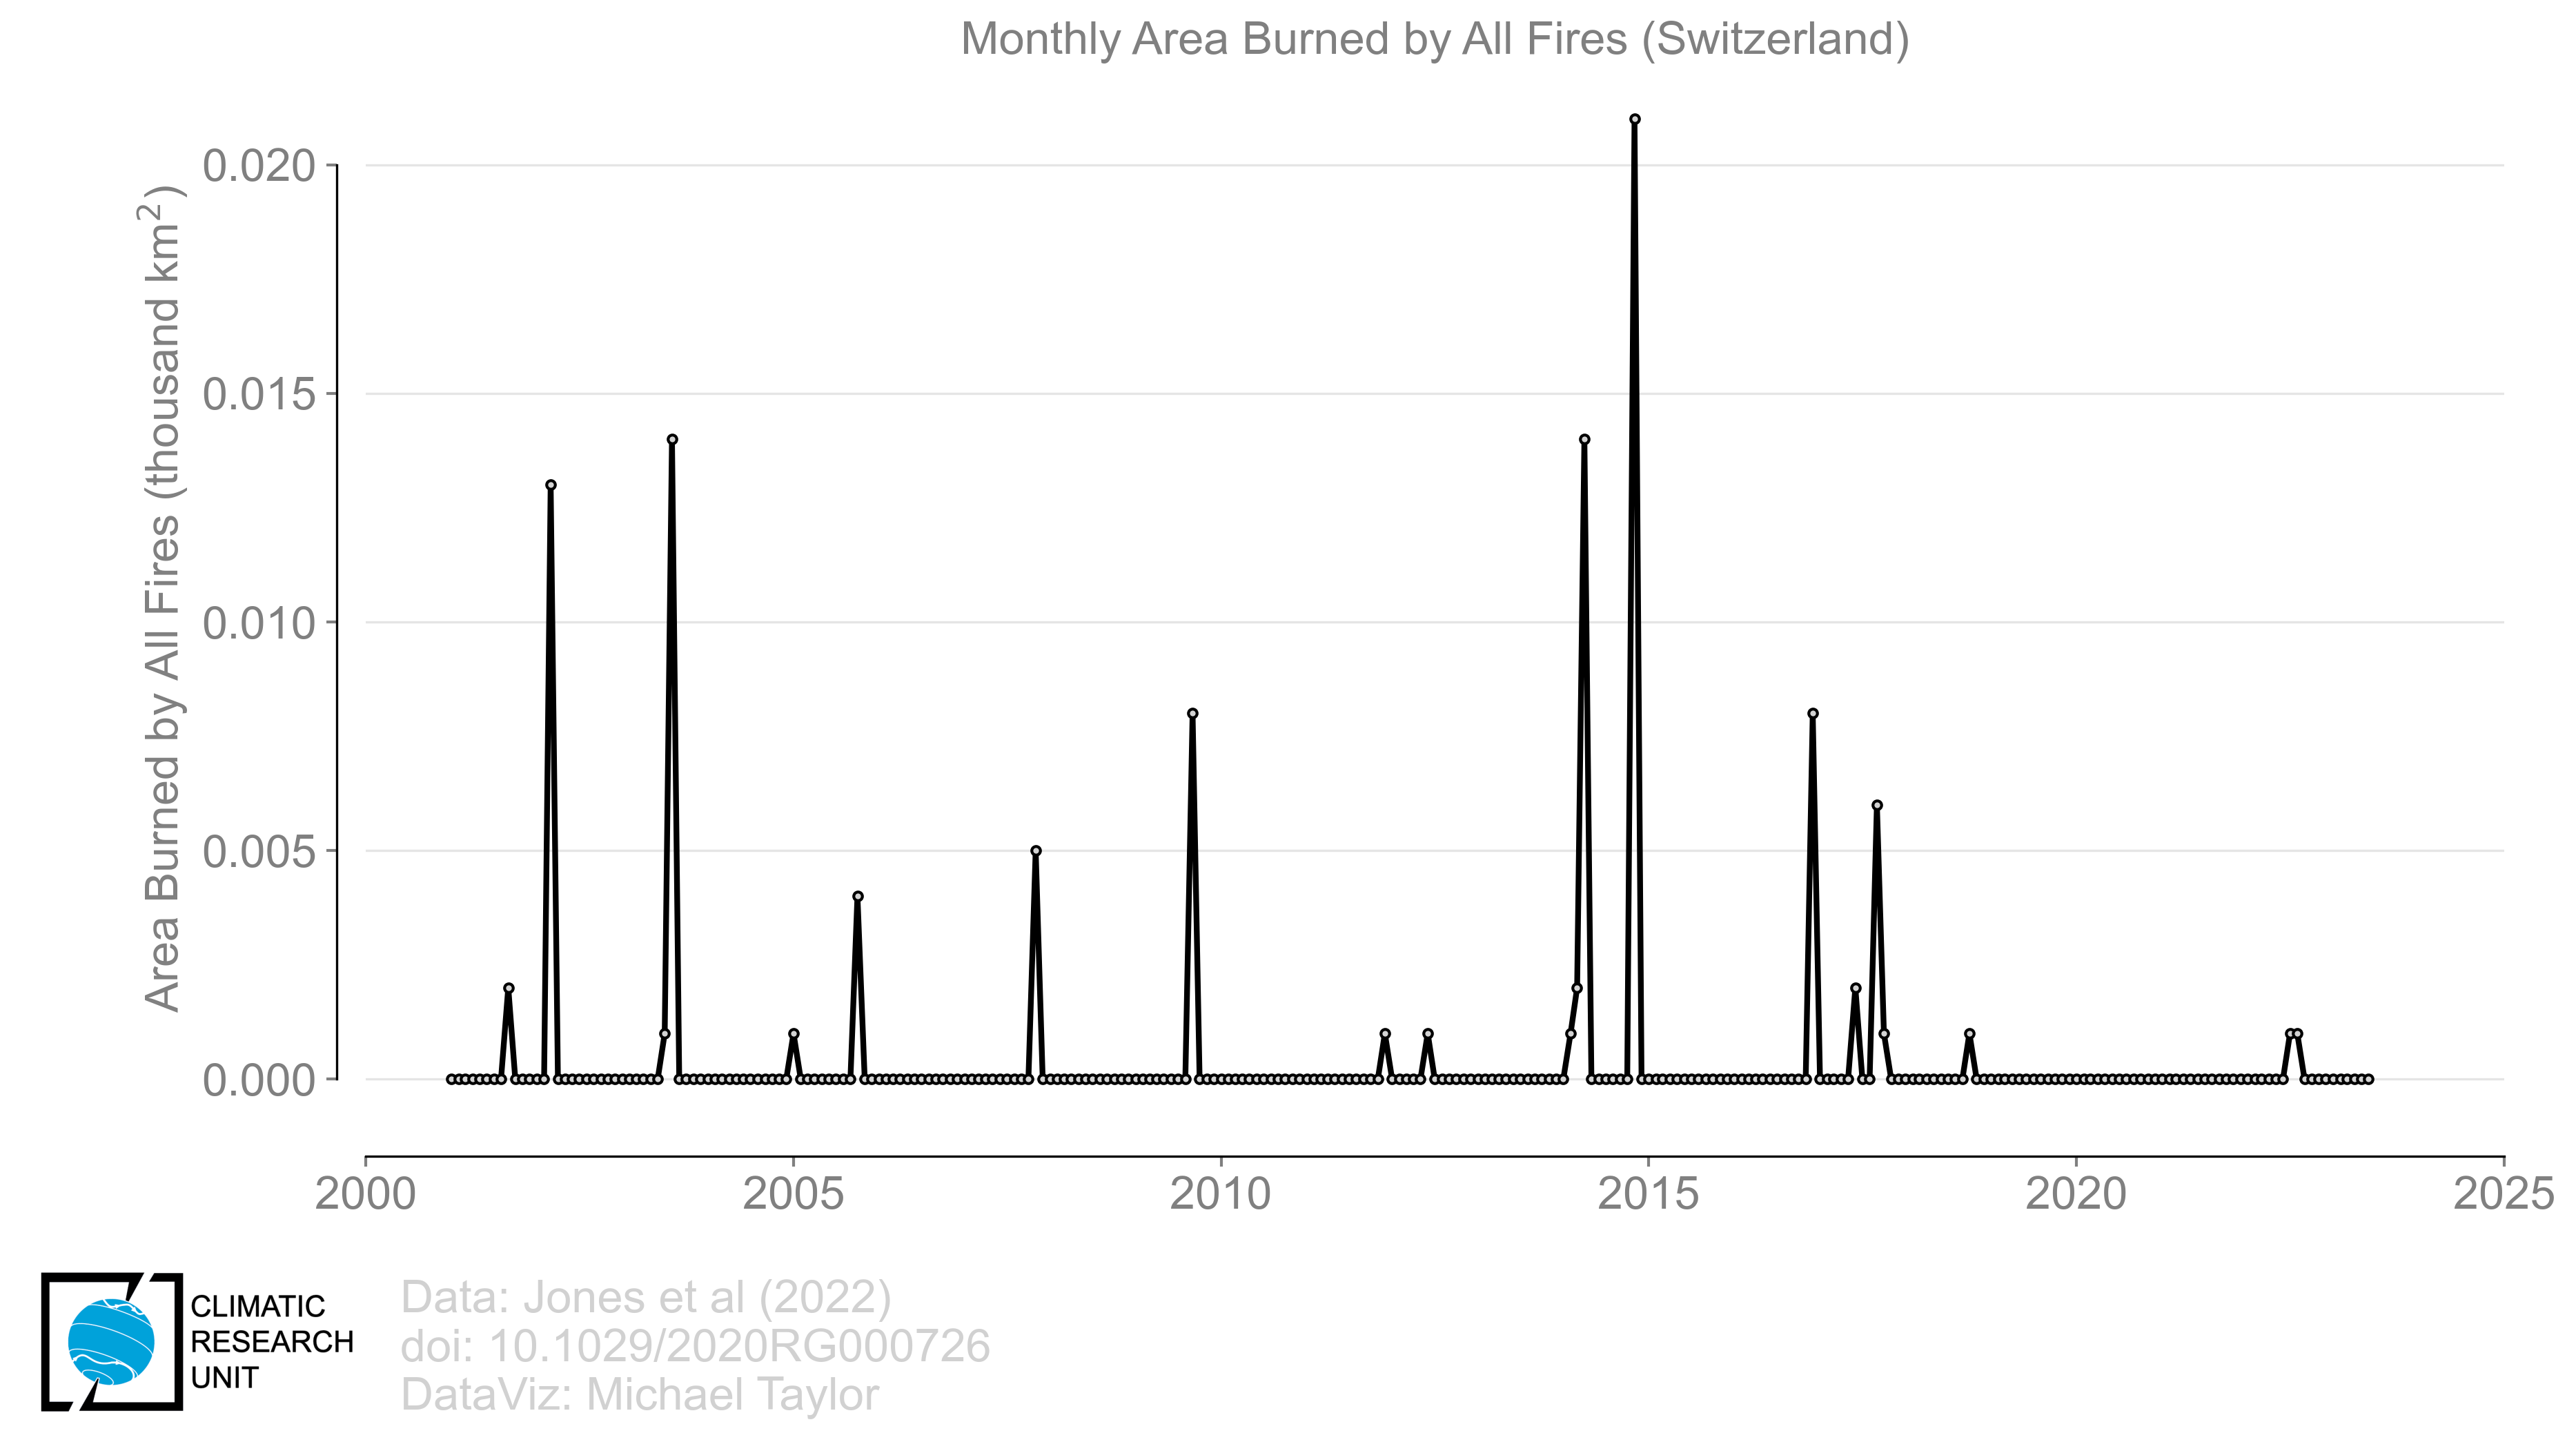 Monthly Area Burned by All Fires (Switzerland)
Area Burned by All Fires (thousand km²)
0.020
0.015
0.010
0.005
0.000
2000 2005 2010 2015 2020 2025
CLIMATIC
RESEARCH
UNIT
Data: Jones et al (2022)
doi: 10.1029/2020RG000726
DataViz: Michael Taylor